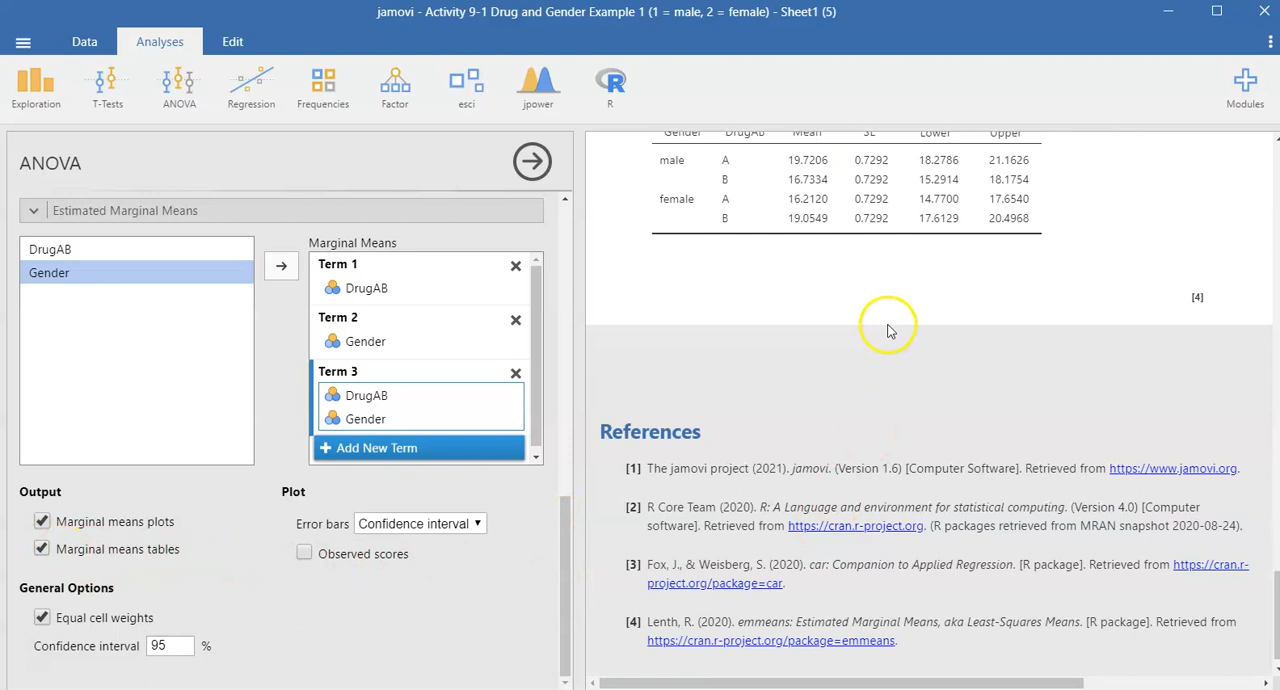 jamovi - Activity 9-1 Drug and Gender Example 1 (1 = male, 2 = female) - Sheet1 (5)
Data Analyses Edit
Exploration T-Tests ANOVA Regression Frequencies Factor esci jpower R Modules
ANOVA
Estimated Marginal Means
DrugAB
Gender
Marginal Means
Term 1
DrugAB
Term 2
Gender
Term 3
DrugAB
Gender
+ Add New Term
Output
Marginal means plots
Marginal means tables
Plot
Error bars Confidence interval
Observed scores
General Options
Equal cell weights
Confidence interval 95 %
Gender DrugAB Mean SE Lower Upper
male A 19.7206 0.7292 18.2786 21.1626
B 16.7334 0.7292 15.2914 18.1754
female A 16.2120 0.7292 14.7700 17.6540
B 19.0549 0.7292 17.6129 20.4968
[4]
References
[1] The jamovi project (2021). jamovi. (Version 1.6) [Computer Software]. Retrieved from https://www.jamovi.org.
[2] R Core Team (2020). R: A Language and environment for statistical computing. (Version 4.0) [Computer
software]. Retrieved from https://cran.r-project.org. (R packages retrieved from MRAN snapshot 2020-08-24).
[3] Fox, J., & Weisberg, S. (2020). car: Companion to Applied Regression. [R package]. Retrieved from https://cran.r-
project.org/package=car.
[4] Lenth, R. (2020). emmeans: Estimated Marginal Means, aka Least-Squares Means. [R package]. Retrieved from
https://cran.r-project.org/package=emmeans.